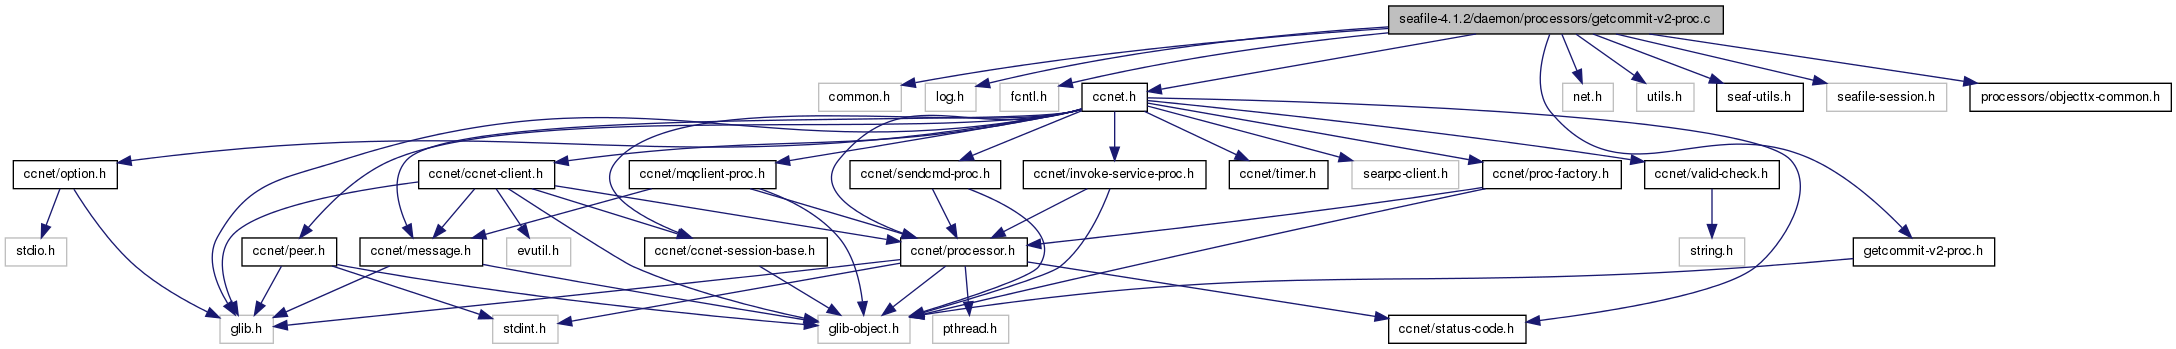 seafile-4.1.2/daemon/processors/getcommit-v2-proc.c
common.h
log.h
fcntl.h
ccnet.h
net.h
utils.h
seaf-utils.h
seafile-session.h
processors/objecttx-common.h
ccnet/option.h
ccnet/ccnet-client.h
ccnet/mqclient-proc.h
ccnet/sendcmd-proc.h
ccnet/invoke-service-proc.h
ccnet/timer.h
searpc-client.h
ccnet/proc-factory.h
ccnet/valid-check.h
stdio.h
ccnet/peer.h
ccnet/message.h
evutil.h
ccnet/ccnet-session-base.h
ccnet/processor.h
string.h
getcommit-v2-proc.h
glib.h
stdint.h
glib-object.h
pthread.h
ccnet/status-code.h